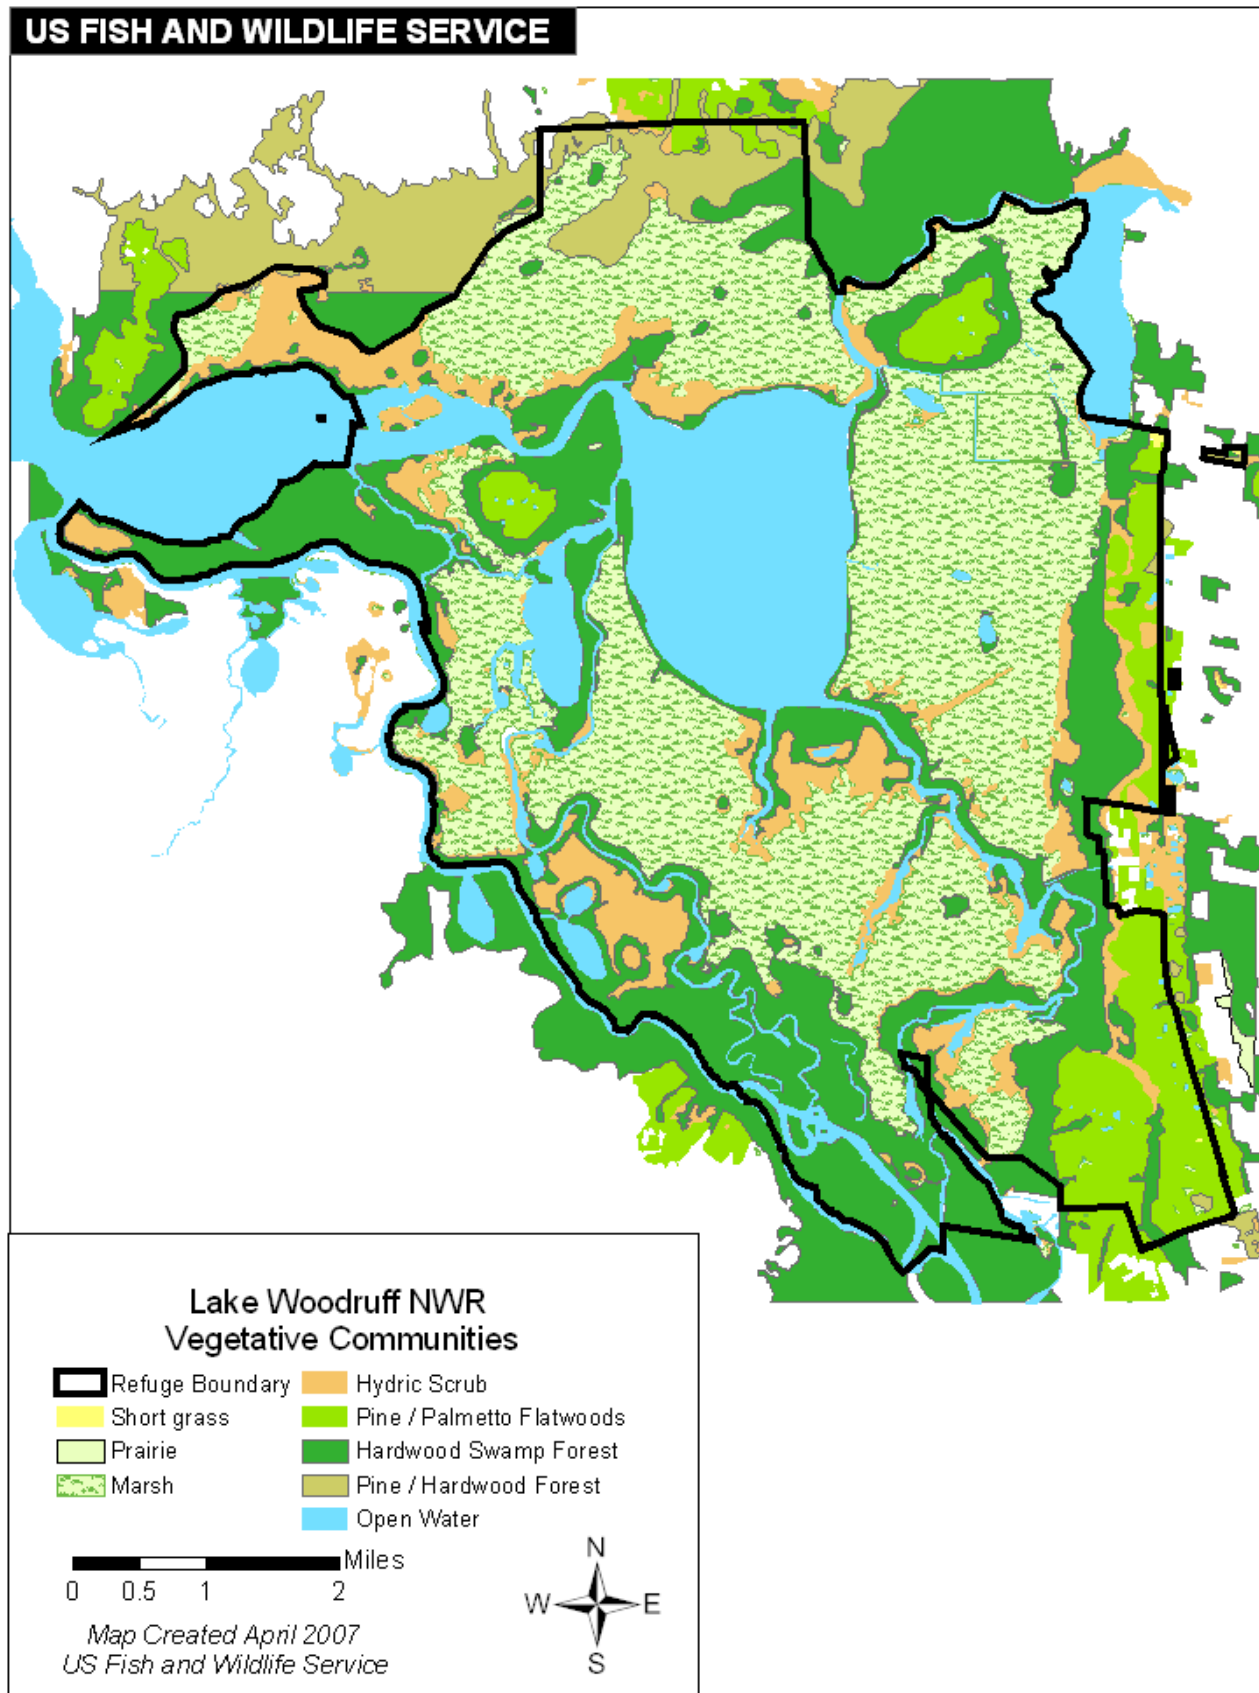 US FISH AND WILDLIFE SERVICE
Lake Woodruff NWR
Vegetative Communities
Refuge Boundary
Short grass
Prairie
Marsh
Hydric Scrub
Pine / Palmetto Flatwoods
Hardwood Swamp Forest
Pine / Hardwood Forest
Open Water
Miles
0 0.5 1 2
N
W E
S
Map Created April 2007
US Fish and Wildlife Service